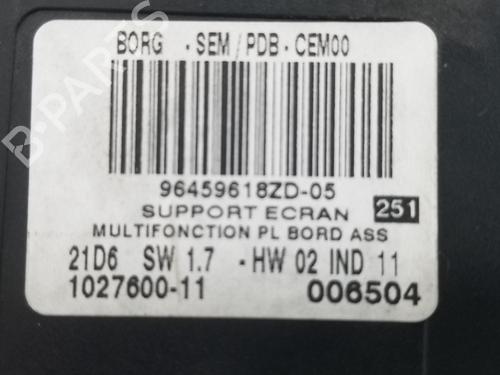 BORG - SEM / PDB - CEM00
96459618ZD-05
SUPPORT ECRAN 251
MULTIFONCTION PL BORD ASS
21D6 SW 1.7 - HW 02 IND 11
1027600-11 006504
B-PARTS